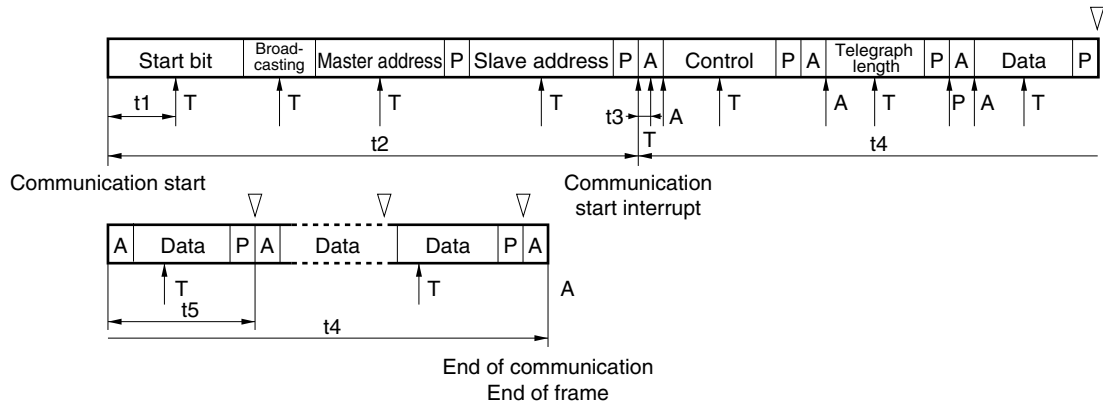 Start bit Broad-casting Master address P Slave address P A Control P A Telegraph length P A Data P
t1 T T T T t3 A T A T P A T
t2 T t4
Communication start Communication start interrupt
A Data P A Data Data P A
T T A
t5
t4
End of communication
End of frame